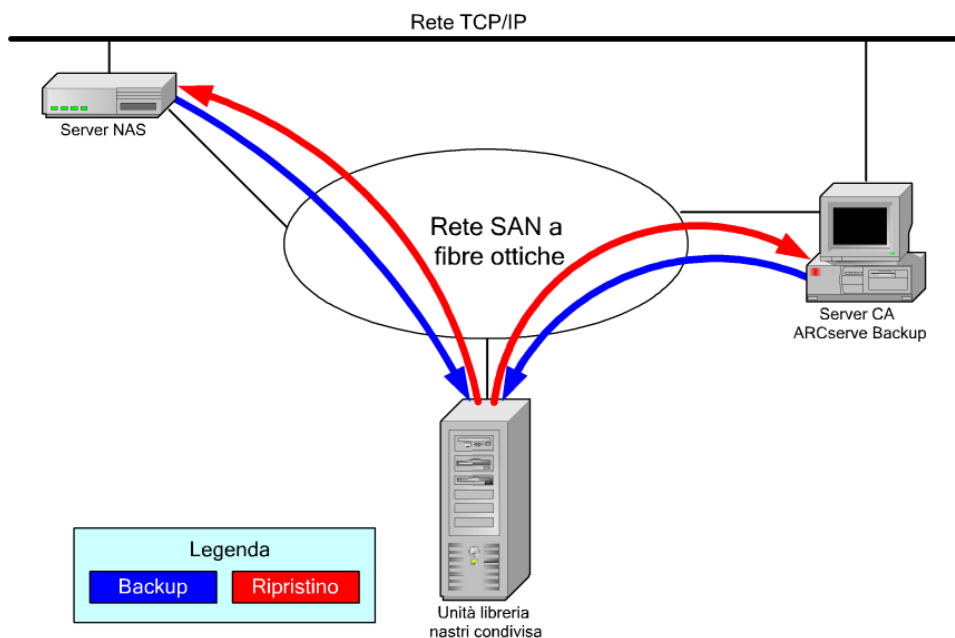 Rete TCP/IP
Server NAS
Rete SAN a
fibre ottiche
Server CA
ARCserve Backup
Legenda
Backup
Ripristino
Unità libreria
nastri condivisa